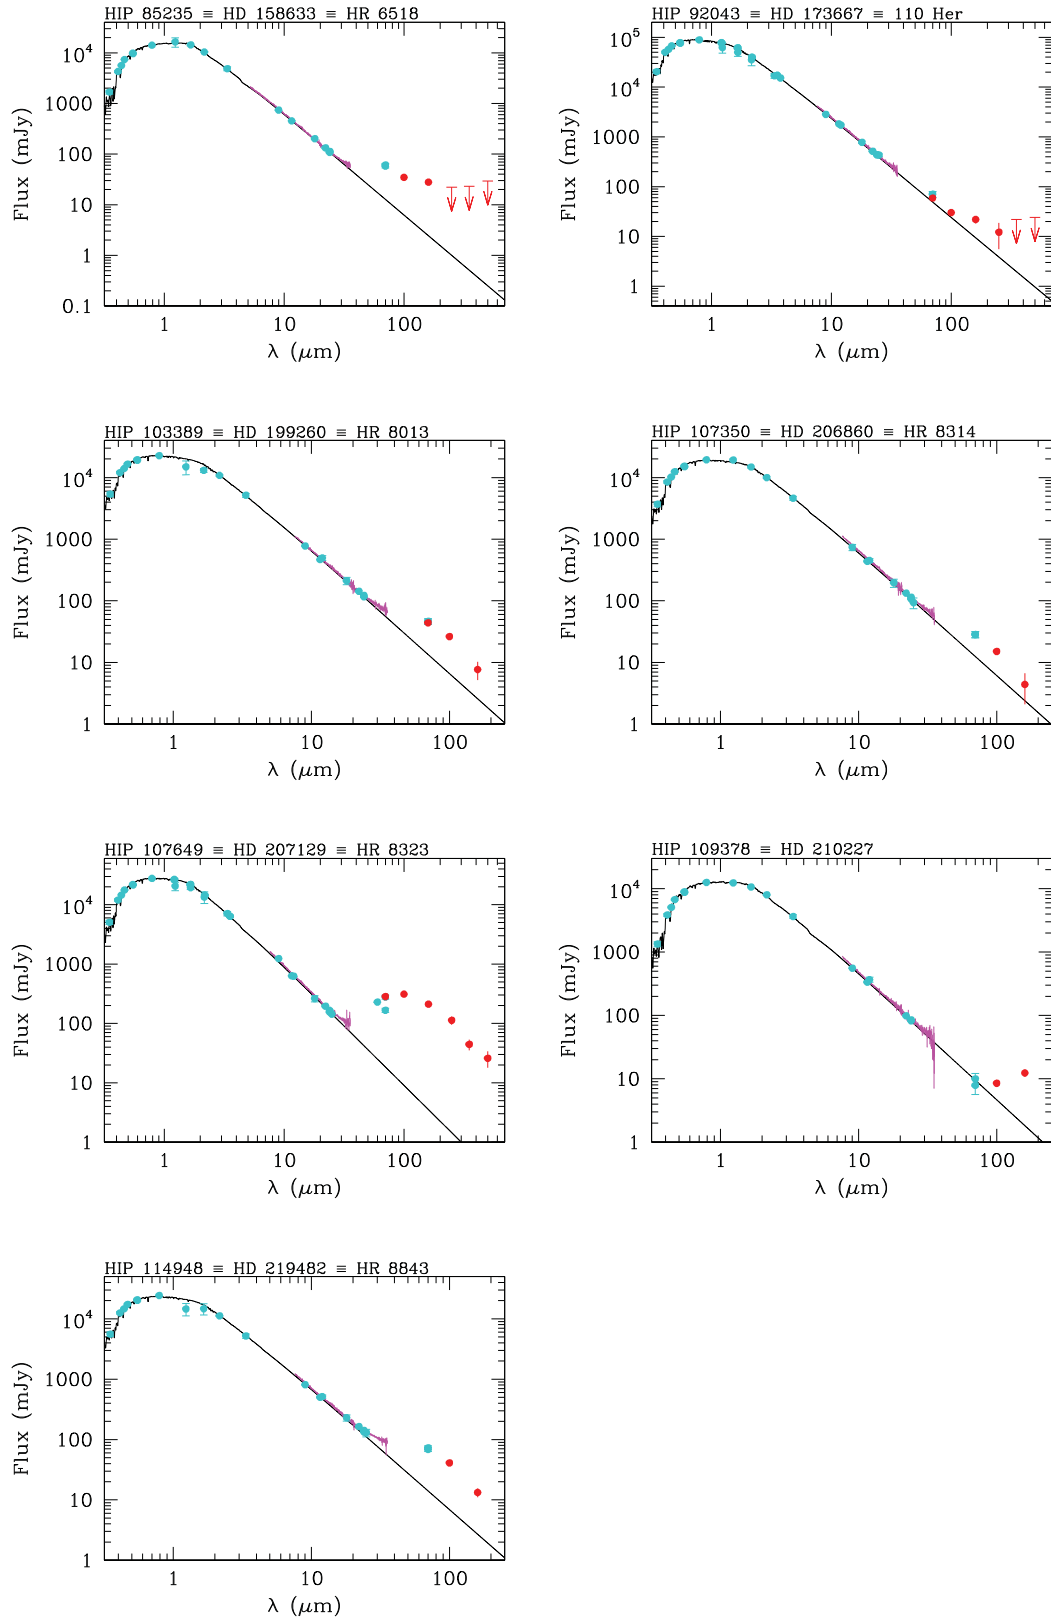 HIP 85235 ≡ HD 158633 ≡ HR 6518
10⁴
1000
100
10
1
0.1
Flux (mJy)
1 10 100
λ (μm)
HIP 92043 ≡ HD 173667 ≡ 110 Her
10⁵
10⁴
1000
100
10
1
Flux (mJy)
1 10 100
λ (μm)
HIP 103389 ≡ HD 199260 ≡ HR 8013
10⁴
1000
100
10
1
Flux (mJy)
1 10 100
λ (μm)
HIP 107350 ≡ HD 206860 ≡ HR 8314
10⁴
1000
100
10
1
Flux (mJy)
1 10 100
λ (μm)
HIP 107649 ≡ HD 207129 ≡ HR 8323
10⁴
1000
100
10
1
Flux (mJy)
1 10 100
λ (μm)
HIP 109378 ≡ HD 210227
10⁴
1000
100
10
1
Flux (mJy)
1 10 100
λ (μm)
HIP 114948 ≡ HD 219482 ≡ HR 8843
10⁴
1000
100
10
1
Flux (mJy)
1 10 100
λ (μm)